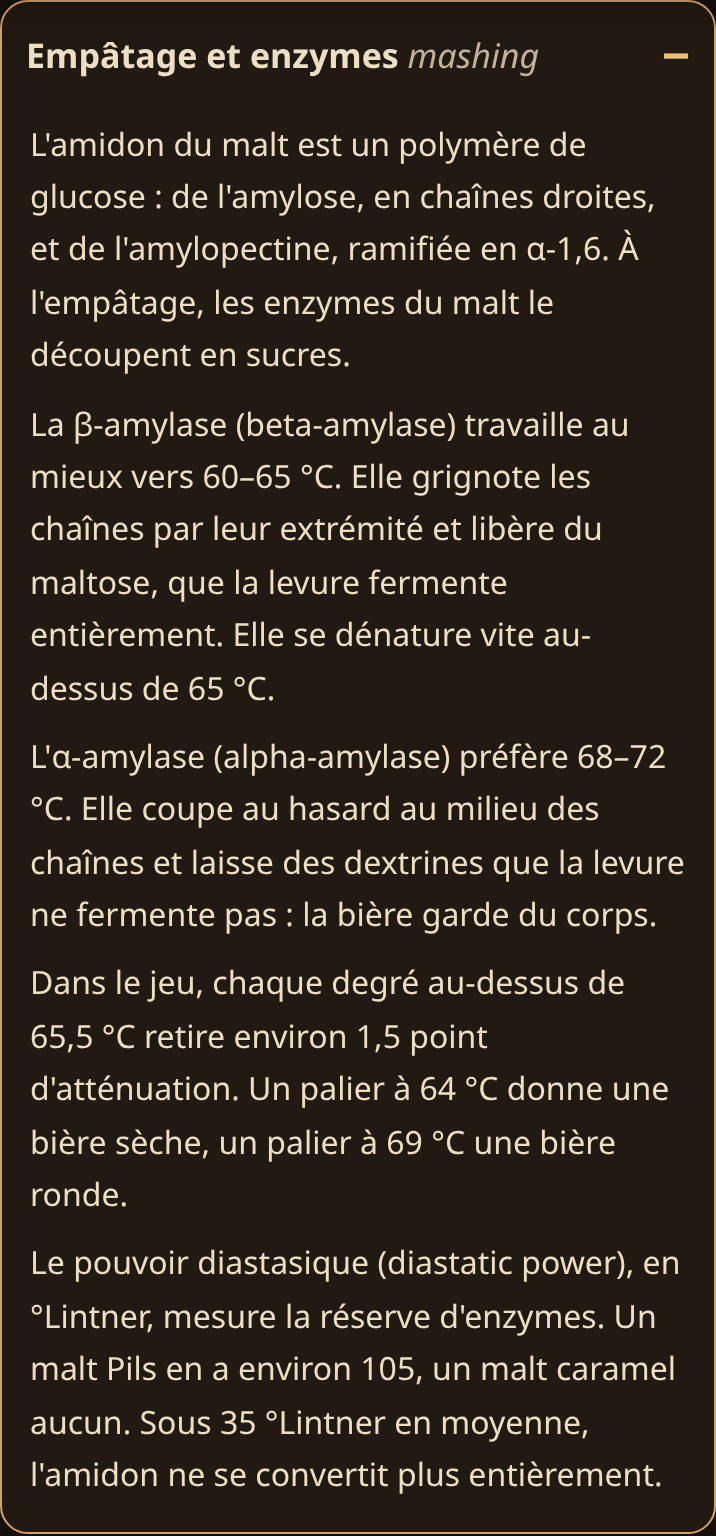 Empâtage et enzymes mashing
L'amidon du malt est un polymère de
glucose : de l'amylose, en chaînes droites,
et de l'amylopectine, ramifiée en α-1,6. À
l'empâtage, les enzymes du malt le
découpent en sucres.
La β-amylase (beta-amylase) travaille au
mieux vers 60–65 °C. Elle grignote les
chaînes par leur extrémité et libère du
maltose, que la levure fermente
entièrement. Elle se dénature vite au-
dessus de 65 °C.
L'α-amylase (alpha-amylase) préfère 68–72
°C. Elle coupe au hasard au milieu des
chaînes et laisse des dextrines que la levure
ne fermente pas : la bière garde du corps.
Dans le jeu, chaque degré au-dessus de
65,5 °C retire environ 1,5 point
d'atténuation. Un palier à 64 °C donne une
bière sèche, un palier à 69 °C une bière
ronde.
Le pouvoir diastasique (diastatic power), en
°Lintner, mesure la réserve d'enzymes. Un
malt Pils en a environ 105, un malt caramel
aucun. Sous 35 °Lintner en moyenne,
l'amidon ne se convertit plus entièrement.